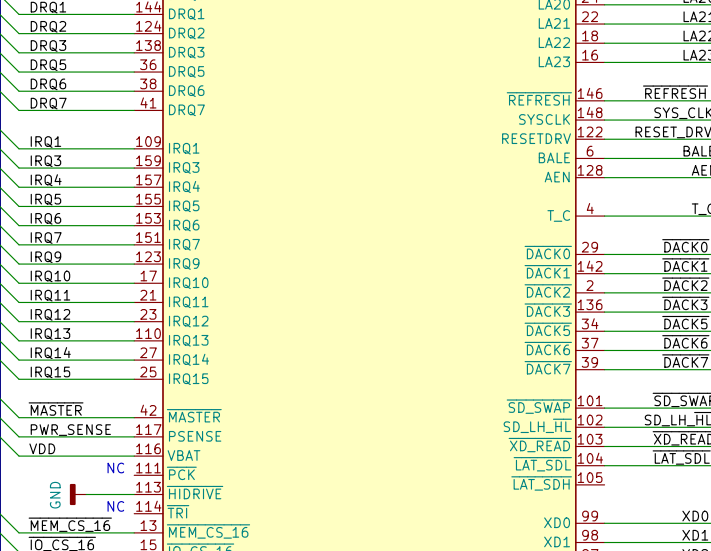 DRQ1 144 DRQ1
DRQ2 124 DRQ2
DRQ3 138 DRQ3
DRQ5 36 DRQ5
DRQ6 38 DRQ6
DRQ7 41 DRQ7
IRQ1 109 IRQ1
IRQ3 159 IRQ3
IRQ4 157 IRQ4
IRQ5 155 IRQ5
IRQ6 153 IRQ6
IRQ7 151 IRQ7
IRQ9 123 IRQ9
IRQ10 17 IRQ10
IRQ11 21 IRQ11
IRQ12 23 IRQ12
IRQ13 110 IRQ13
IRQ14 27 IRQ14
IRQ15 25 IRQ15
MASTER 42 MASTER
PWR_SENSE 117 PSENSE
VDD 116 VBAT
NC 111 PCK
GND 113 HIDRIVE
NC 114 TRI
MEM_CS_16 13 MEM_CS_16
IO_CS_16 15 IO_CS_16
LA20
LA21 22 LA21
LA22 18 LA22
LA23 16 LA23
REFRESH 146 REFRESH
SYSCLK 148 SYS_CLK
RESETDRV 122 RESET_DRV
BALE 6 BALE
AEN 128 AEN
T_C 4 T_C
DACK0 29 DACK0
DACK1 142 DACK1
DACK2 2 DACK2
DACK3 136 DACK3
DACK5 34 DACK5
DACK6 37 DACK6
DACK7 39 DACK7
SD_SWAP 101 SD_SWAP
SD_LH_HL 102 SD_LH_HL
XD_READ 103 XD_READ
LAT_SDL 104 LAT_SDL
LAT_SDH 105
XD0 99 XD0
XD1 98 XD1